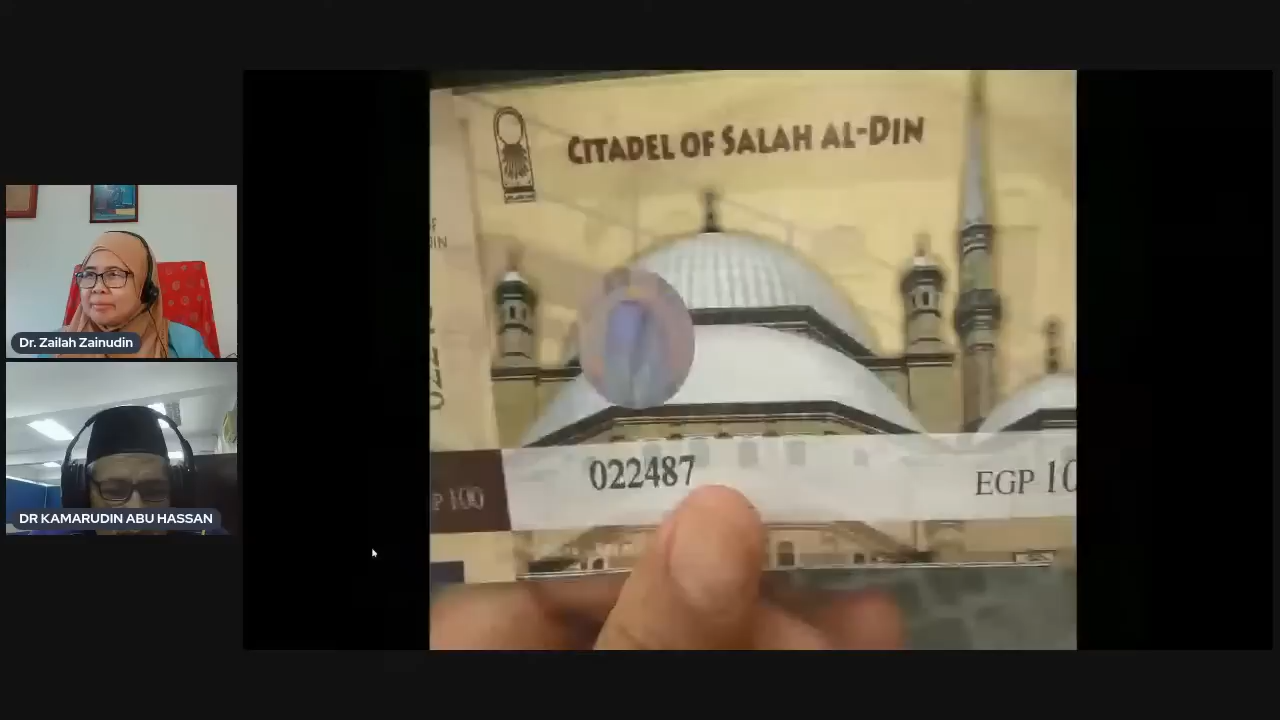 CITADEL OF SALAH AL-DIN
022487
EGP 10
P 100
Dr. Zailah Zainudin
DR KAMARUDIN ABU HASSAN